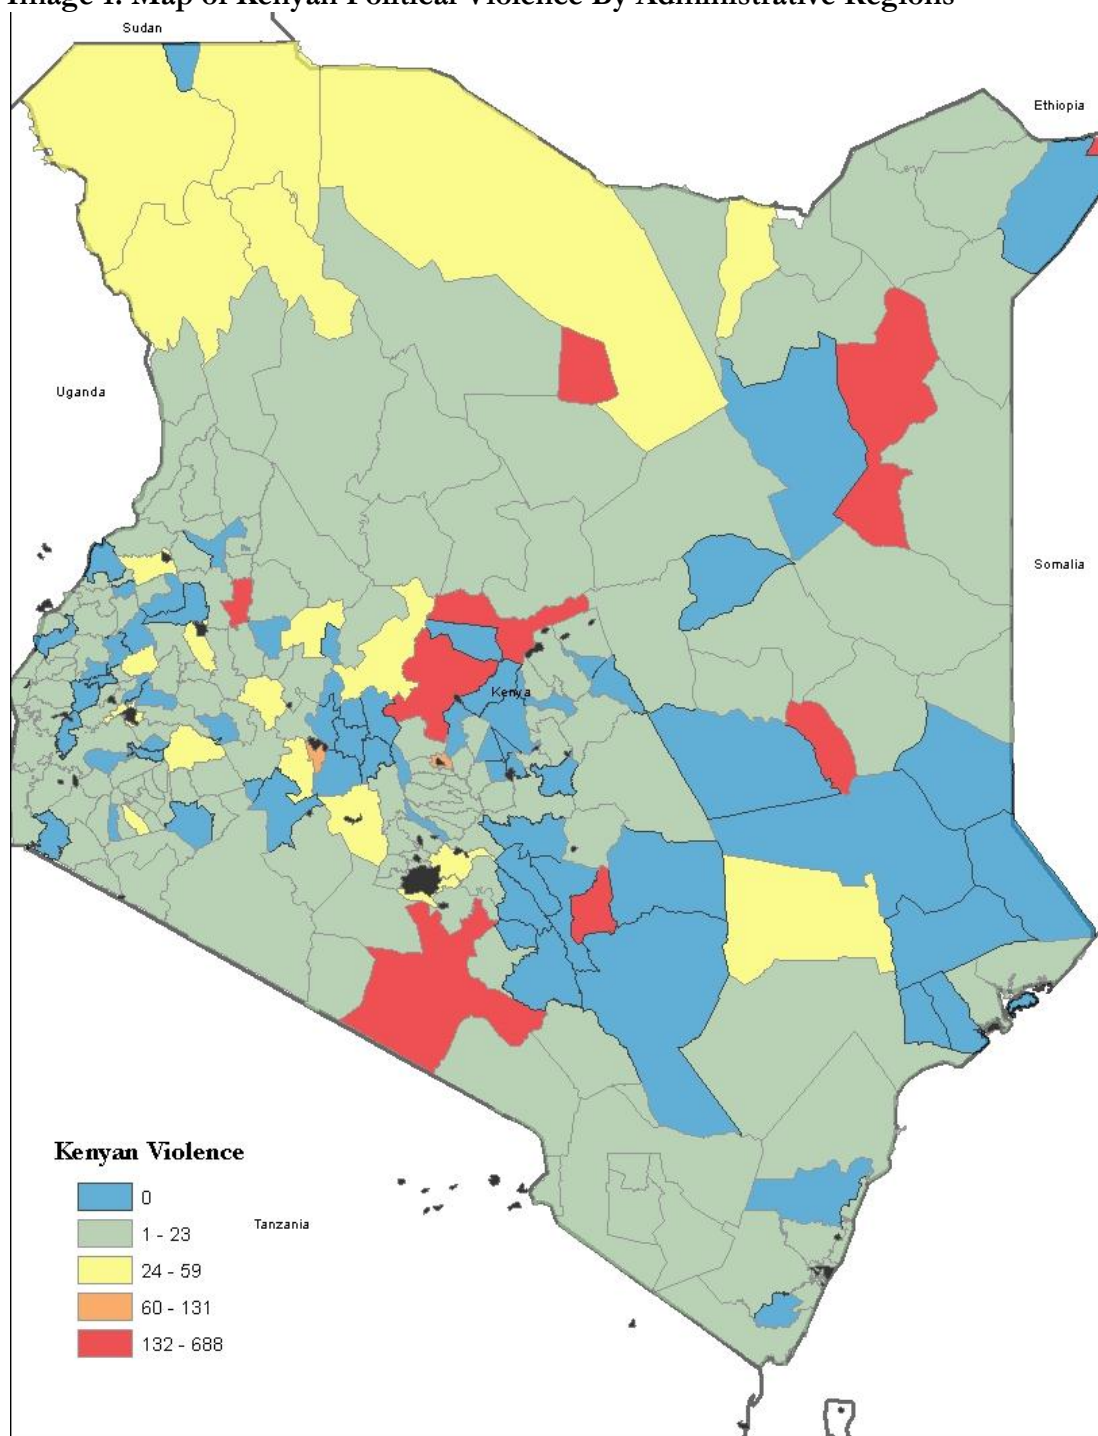 Image 1. Map of Kenyan Political Violence By Administrative Regions
Sudan
Ethiopia
Uganda
Somalia
Kenya
Kenyan Violence
0
1 - 23
Tanzania
24 - 59
60 - 131
132 - 688